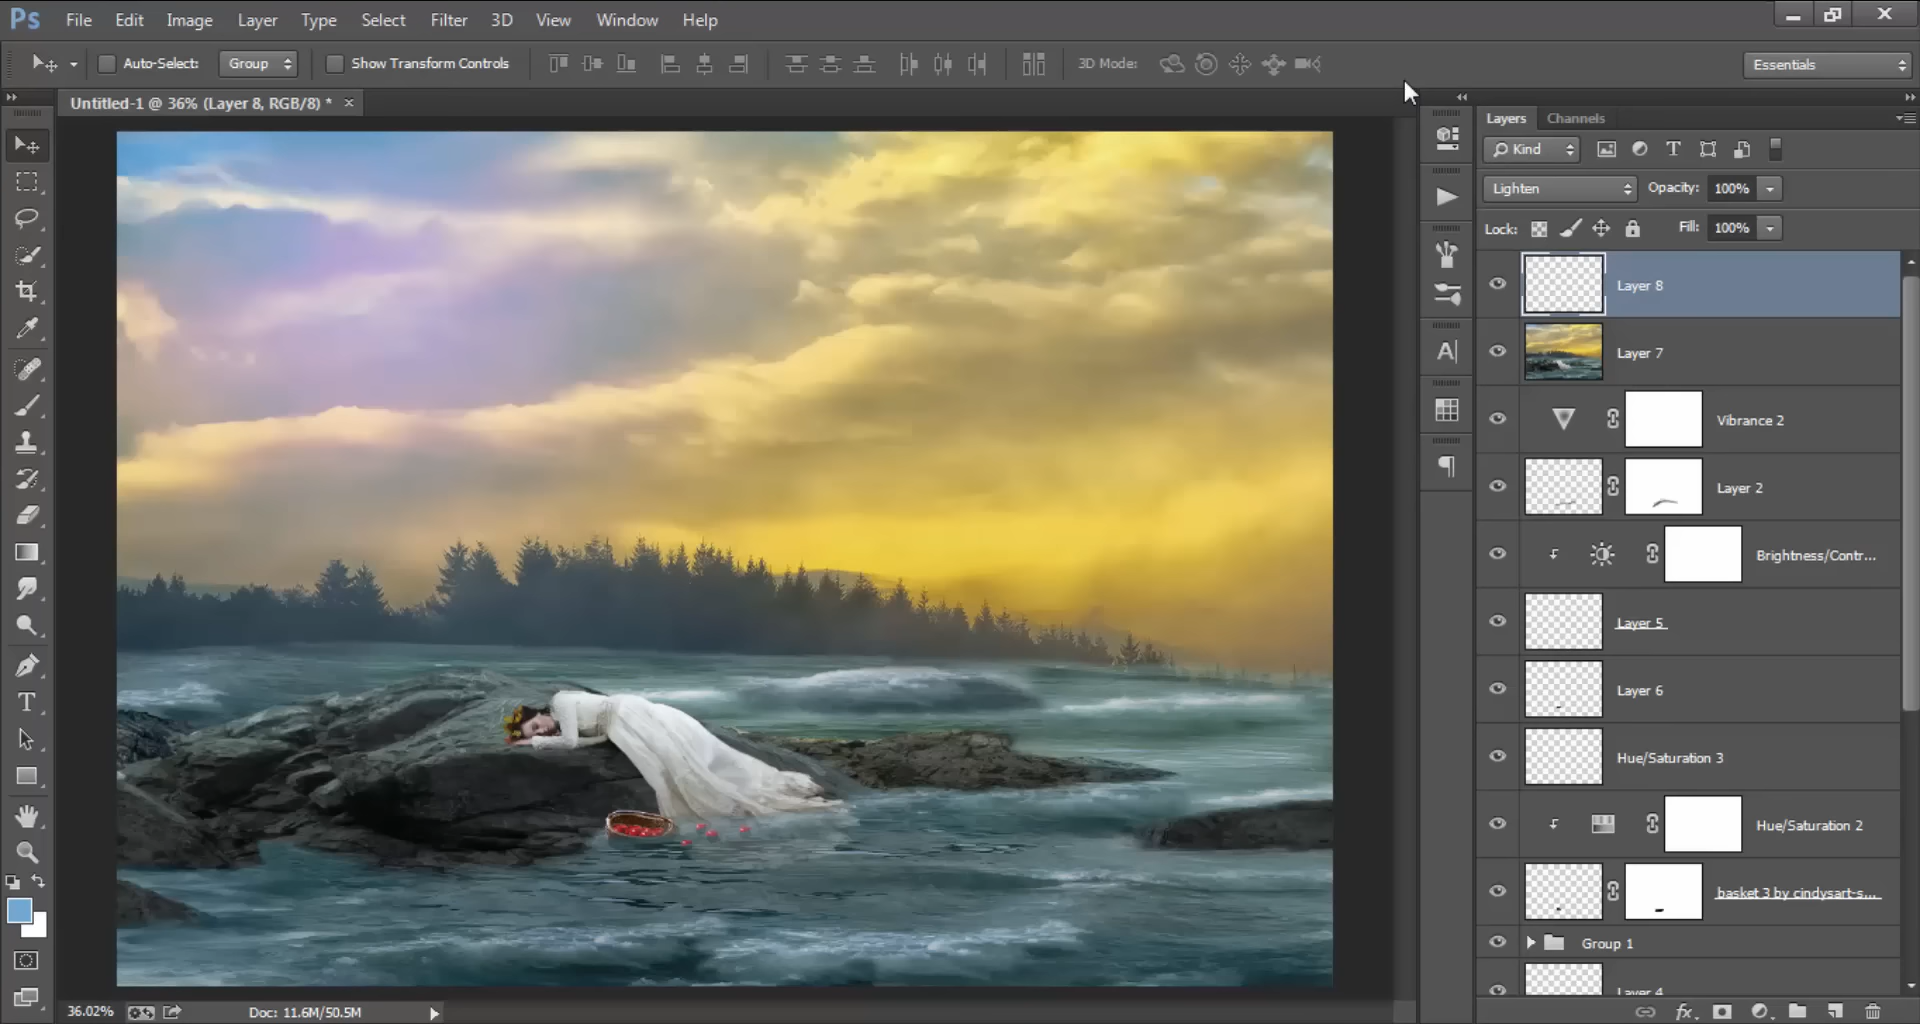 Ps File Edit Image Layer Type Select Filter 3D View Window Help
Auto-Select: Group Show Transform Controls 3D Mode: Essentials
Untitled-1 @ 36% (Layer 8, RGB/8) * ×
Layers Channels
Kind
Lighten Opacity: 100%
Lock: Fill: 100%
Layer 8
Layer 7
Vibrance 2
Layer 2
Brightness/Contr...
Layer 5
Layer 6
Hue/Saturation 3
Hue/Saturation 2
basket 3 by cindysart-s...
Group 1
Layer 4
36.02% Doc: 11.6M/50.5M